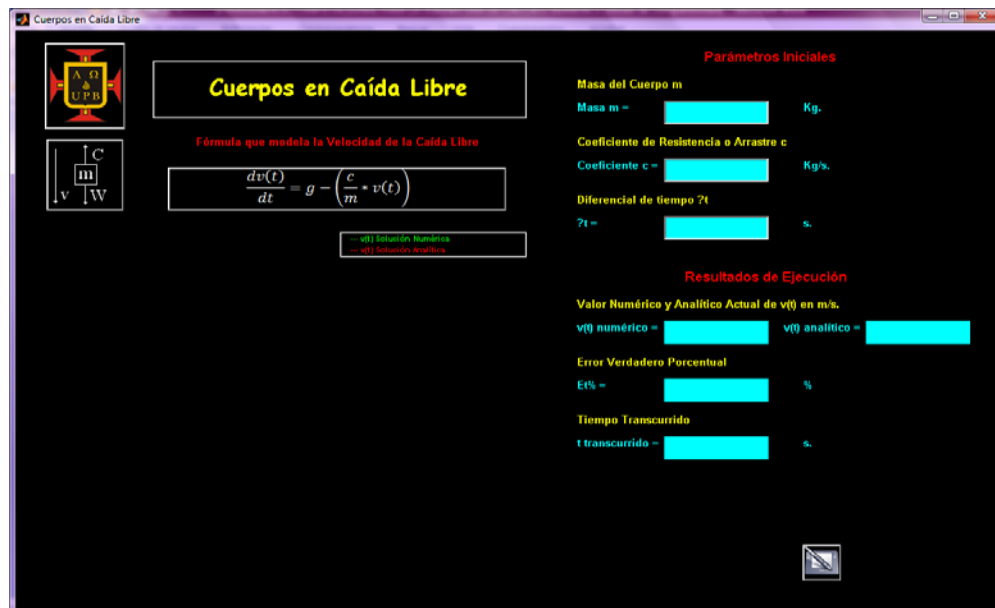 Cuerpos en Caída Libre
Α Ω
UPB
Cuerpos en Caída Libre
Fórmula que modela la Velocidad de la Caída Libre
C
m
v W
dv(t)/dt = g − (c/m * v(t))
--- v(t) Solución Numérica
--- v(t) Solución Analítica
Parámetros Iniciales
Masa del Cuerpo m
Masa m = Kg.
Coeficiente de Resistencia o Arrastre c
Coeficiente c = Kg/s.
Diferencial de tiempo ?t
?t = s.
Resultados de Ejecución
Valor Numérico y Analítico Actual de v(t) en m/s.
v(t) numérico = v(t) analítico =
Error Verdadero Porcentual
Et% = %
Tiempo Transcurrido
t transcurrido = s.